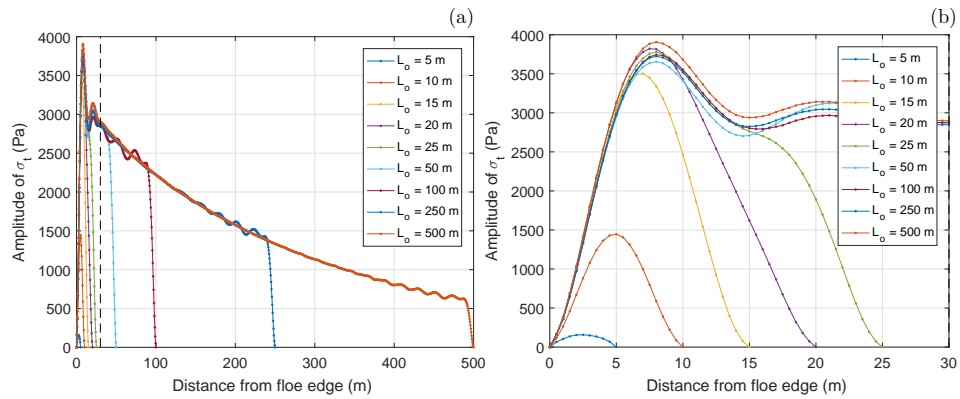 (a)
4000
3500
3000
2500
2000
1500
1000
500
0
Amplitude of σt (Pa)
0 100 200 300 400 500
Distance from floe edge (m)
Lo = 5 m
Lo = 10 m
Lo = 15 m
Lo = 20 m
Lo = 25 m
Lo = 50 m
Lo = 100 m
Lo = 250 m
Lo = 500 m
(b)
4000
3500
3000
2500
2000
1500
1000
500
0
Amplitude of σt (Pa)
0 5 10 15 20 25 30
Distance from floe edge (m)
Lo = 5 m
Lo = 10 m
Lo = 15 m
Lo = 20 m
Lo = 25 m
Lo = 50 m
Lo = 100 m
Lo = 250 m
Lo = 500 m